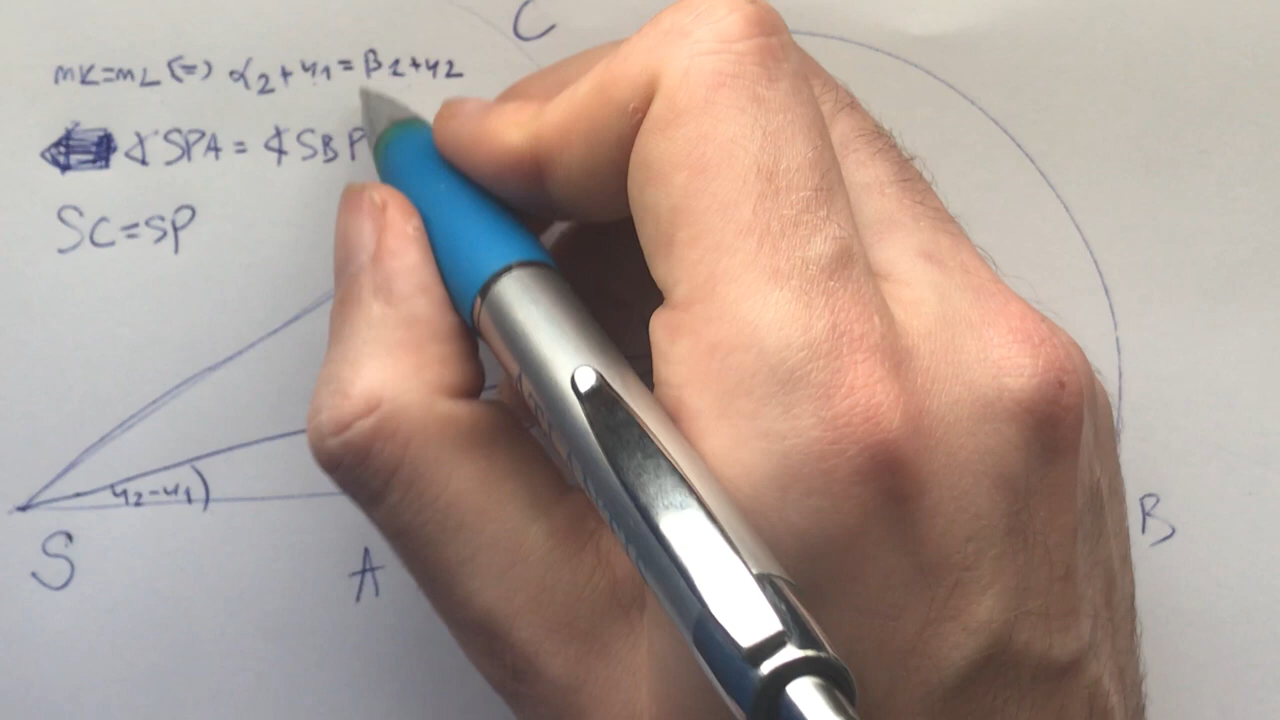 MK=ML (=) α2+φ1=β2+φ2
∢SPA=∢SBP
SC=SP
C
φ2-φ1
S
A
B